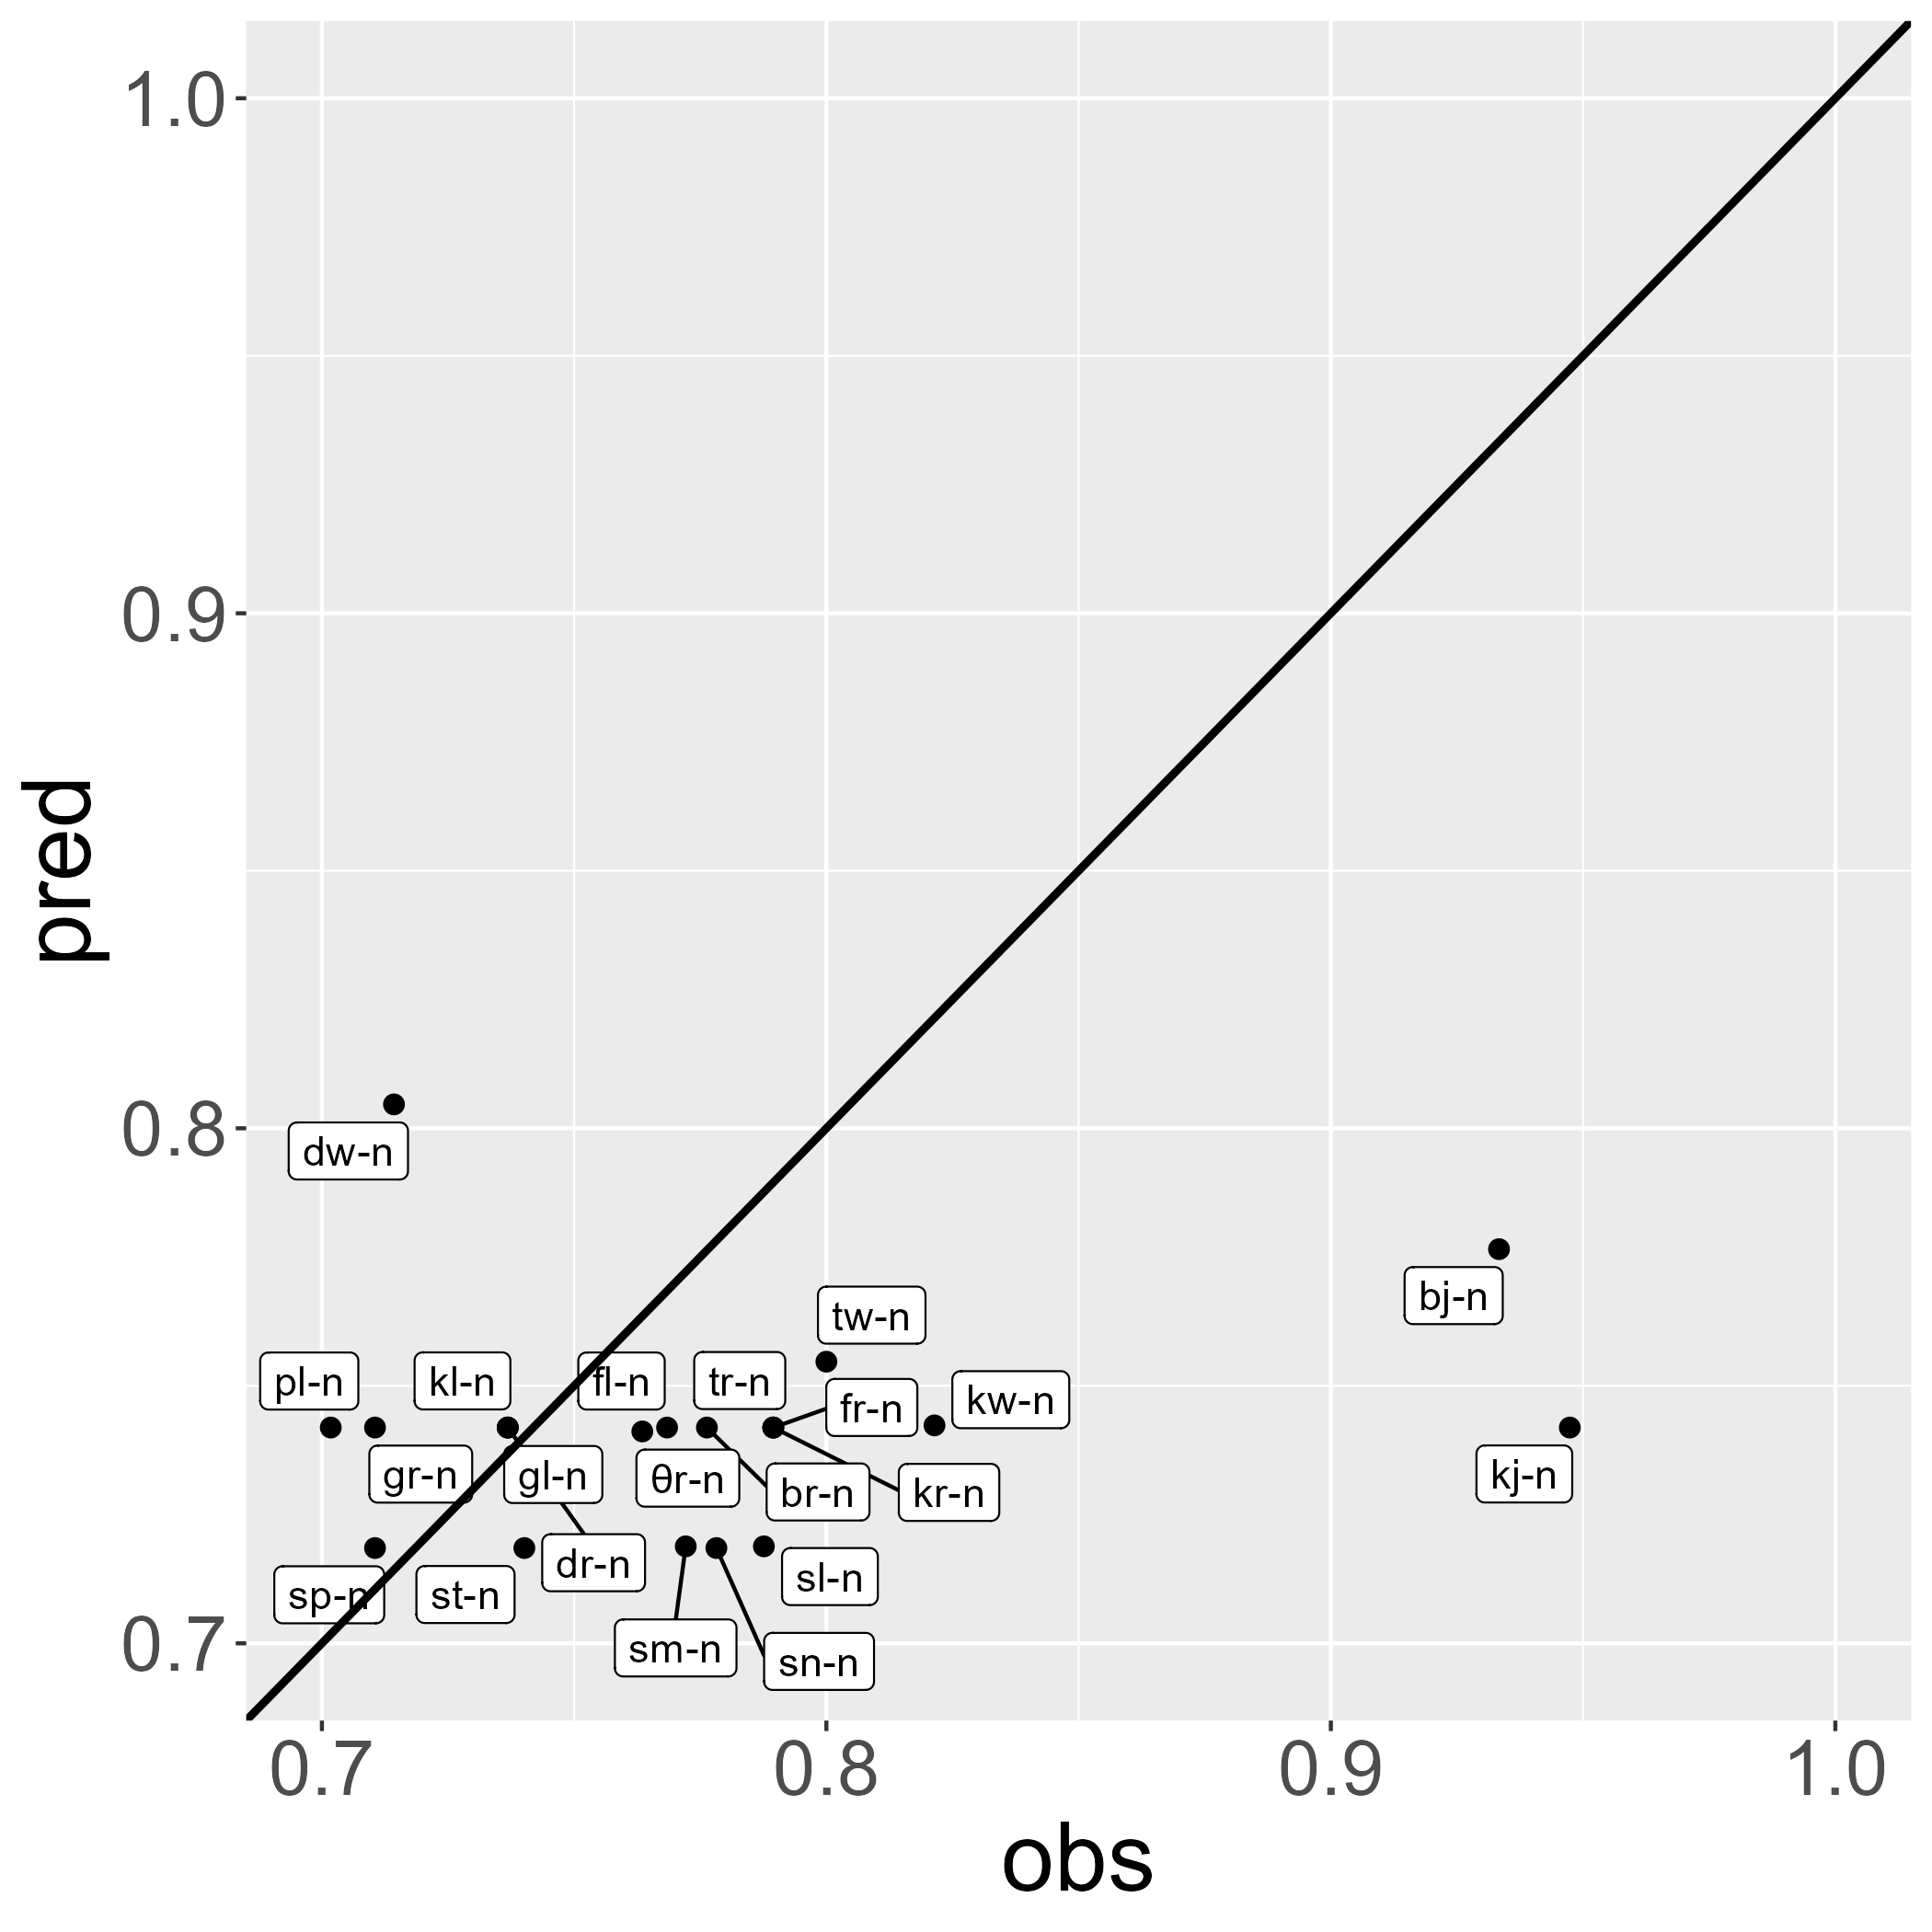 1.0
0.9
0.8
dw-n
bj-n
tw-n
pl-n
kl-n
fl-n
tr-n
fr-n
kw-n
gr-n
gl-n
θr-n
br-n
kr-n
kj-n
sp-n
st-n
dr-n
sl-n
sm-n
sn-n
0.7
0.7
0.8
0.9
1.0
obs
pred